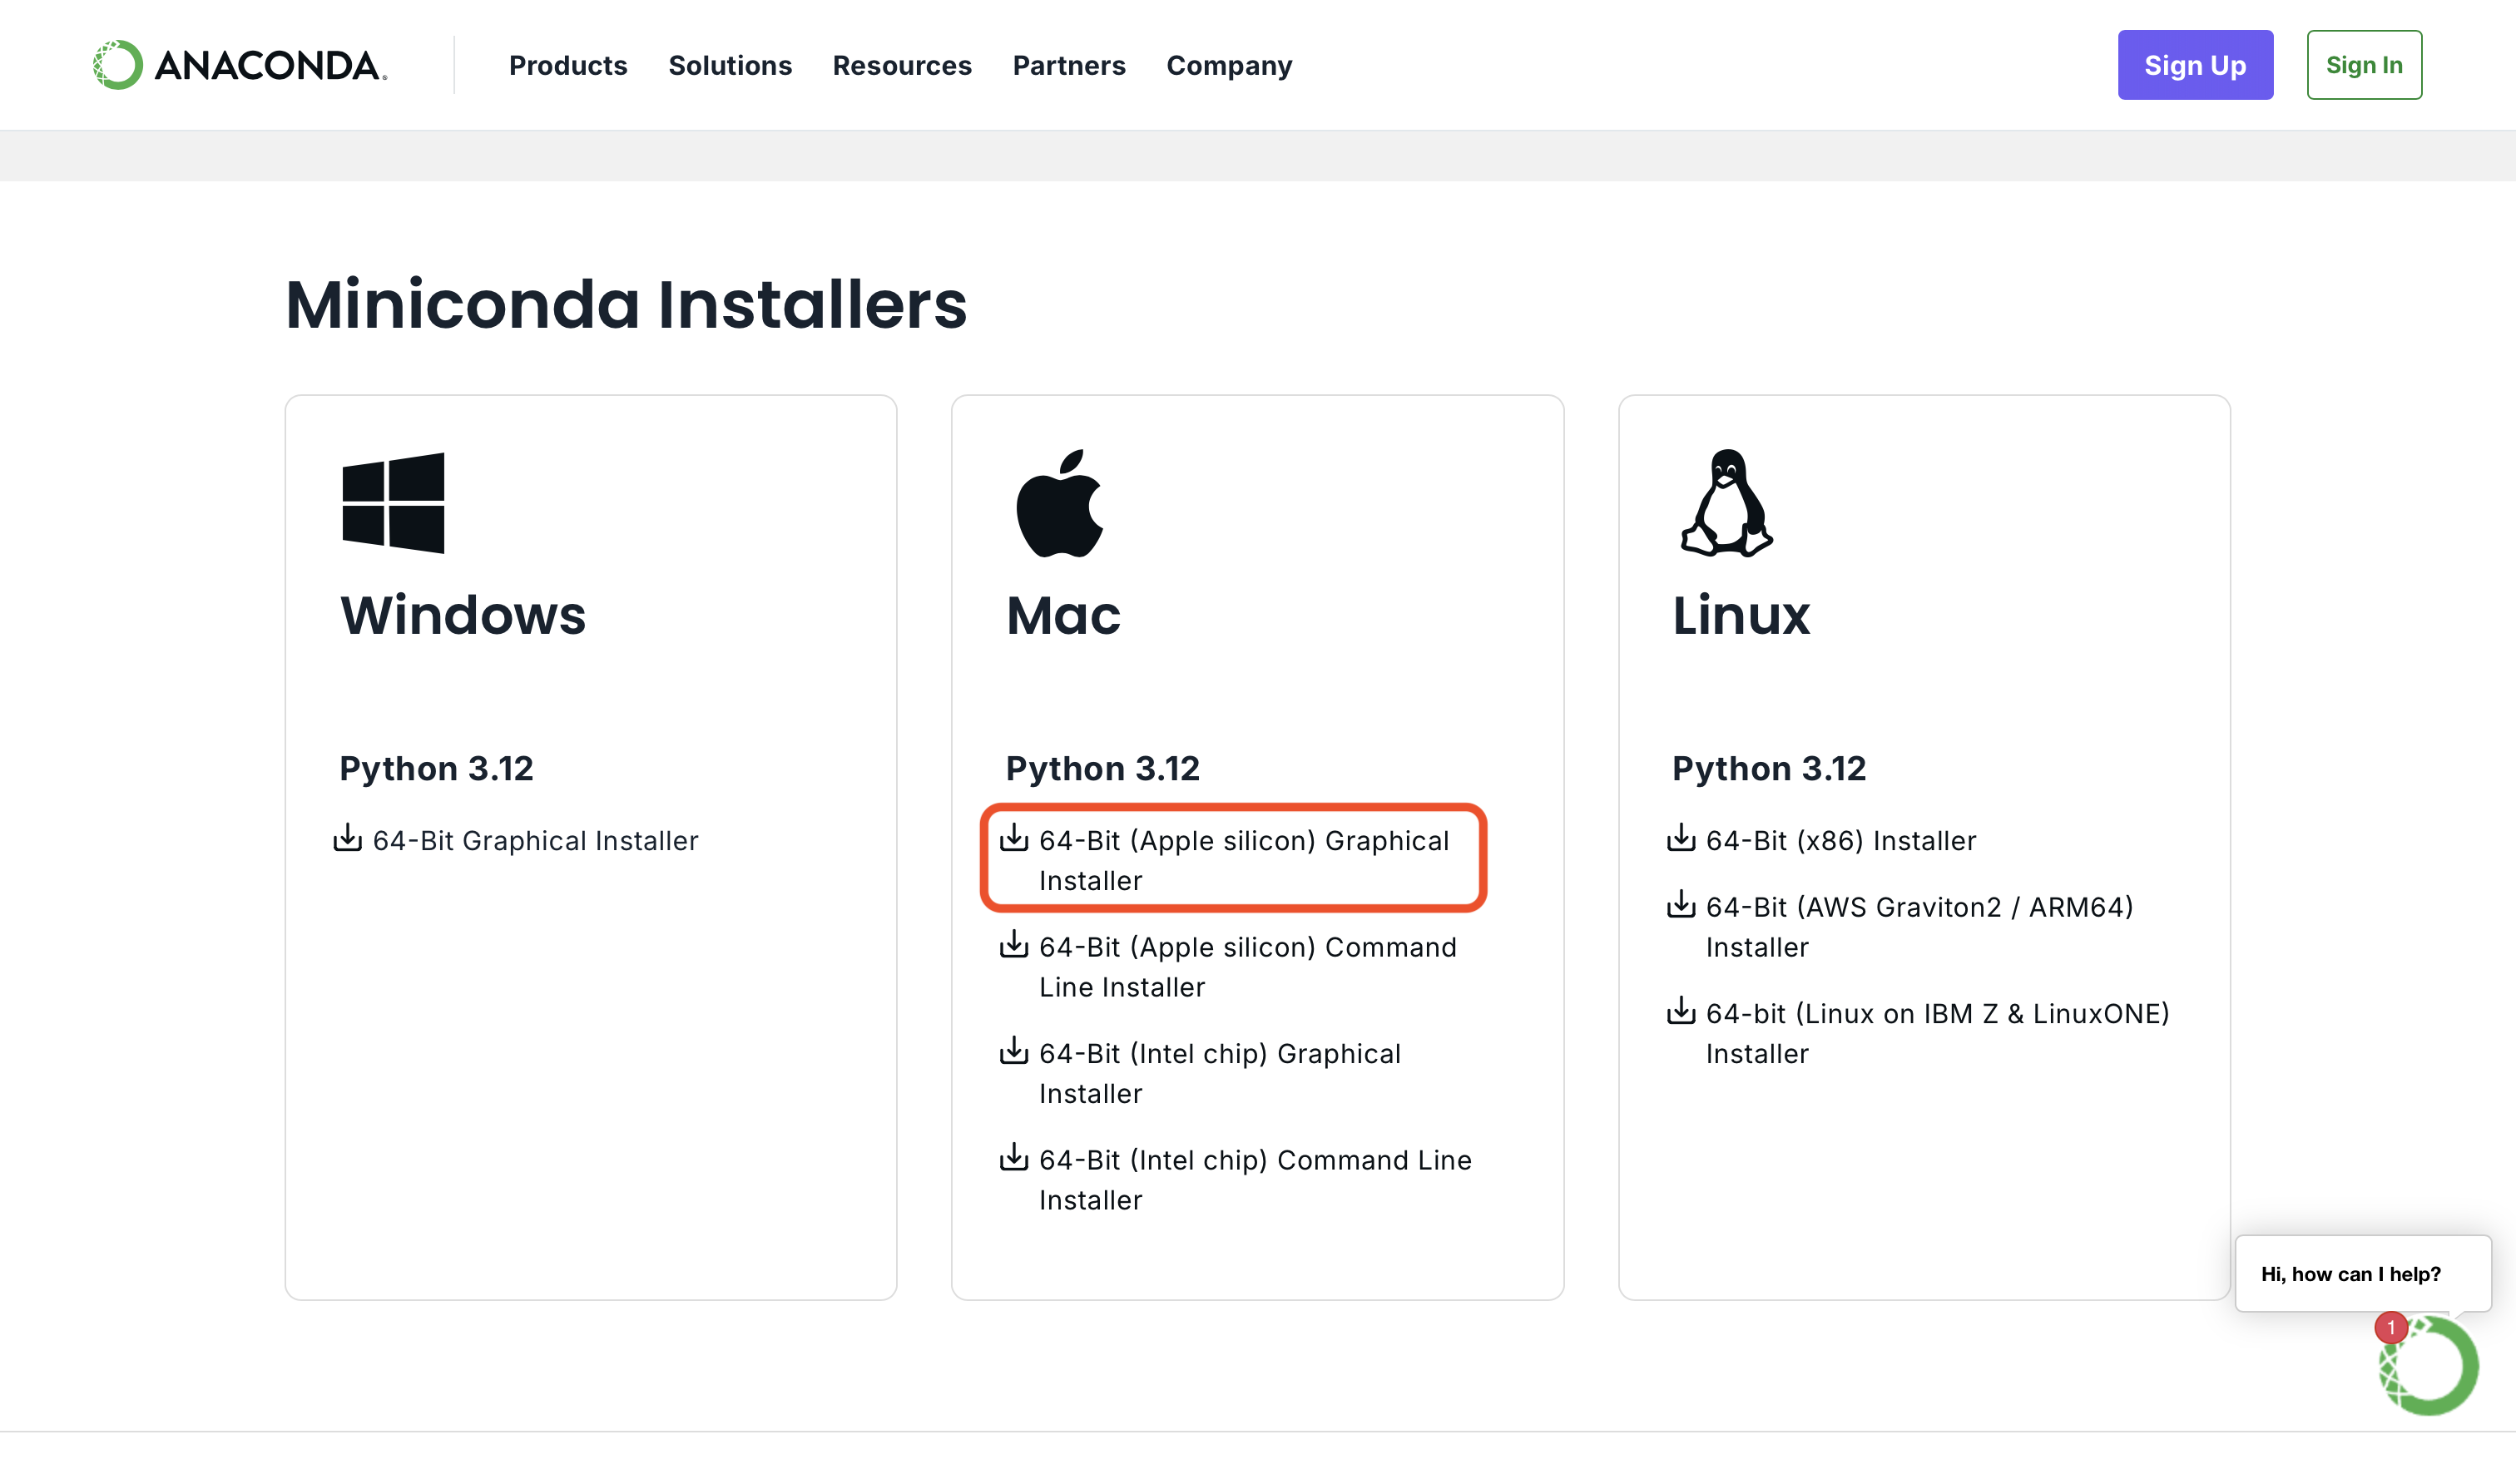 ANACONDA.
Products Solutions Resources Partners Company
Sign Up
Sign In
Miniconda Installers
Windows
Python 3.12
64-Bit Graphical Installer
Mac
Python 3.12
64-Bit (Apple silicon) Graphical
Installer
64-Bit (Apple silicon) Command
Line Installer
64-Bit (Intel chip) Graphical
Installer
64-Bit (Intel chip) Command Line
Installer
Linux
Python 3.12
64-Bit (x86) Installer
64-Bit (AWS Graviton2 / ARM64)
Installer
64-bit (Linux on IBM Z & LinuxONE)
Installer
Hi, how can I help?
1